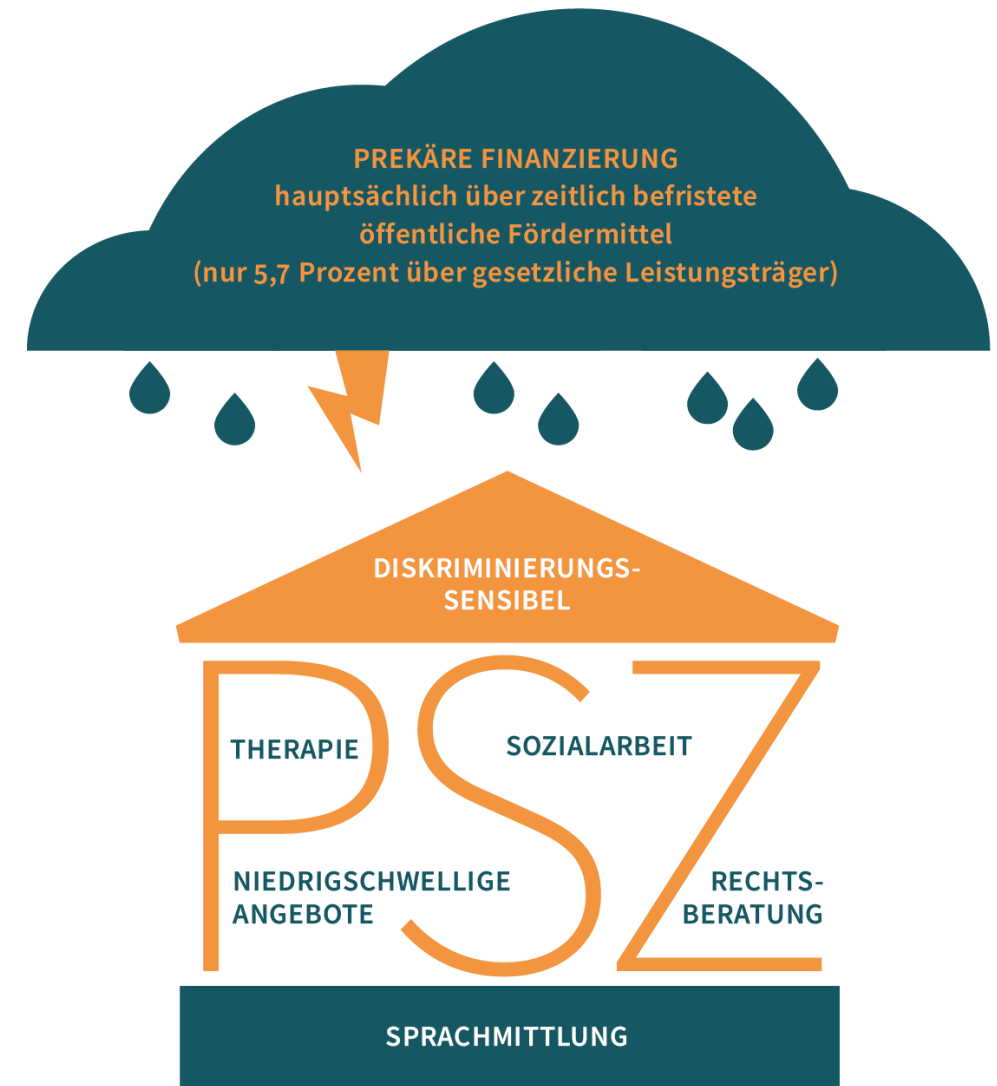 PREKÄRE FINANZIERUNG
hauptsächlich über zeitlich befristete
öffentliche Fördermittel
(nur 5,7 Prozent über gesetzliche Leistungsträger)
DISKRIMINIERUNGS-
SENSIBEL
PSZ
THERAPIE
SOZIALARBEIT
NIEDRIGSCHWELLIGE
ANGEBOTE
RECHTS-
BERATUNG
SPRACHMITTLUNG